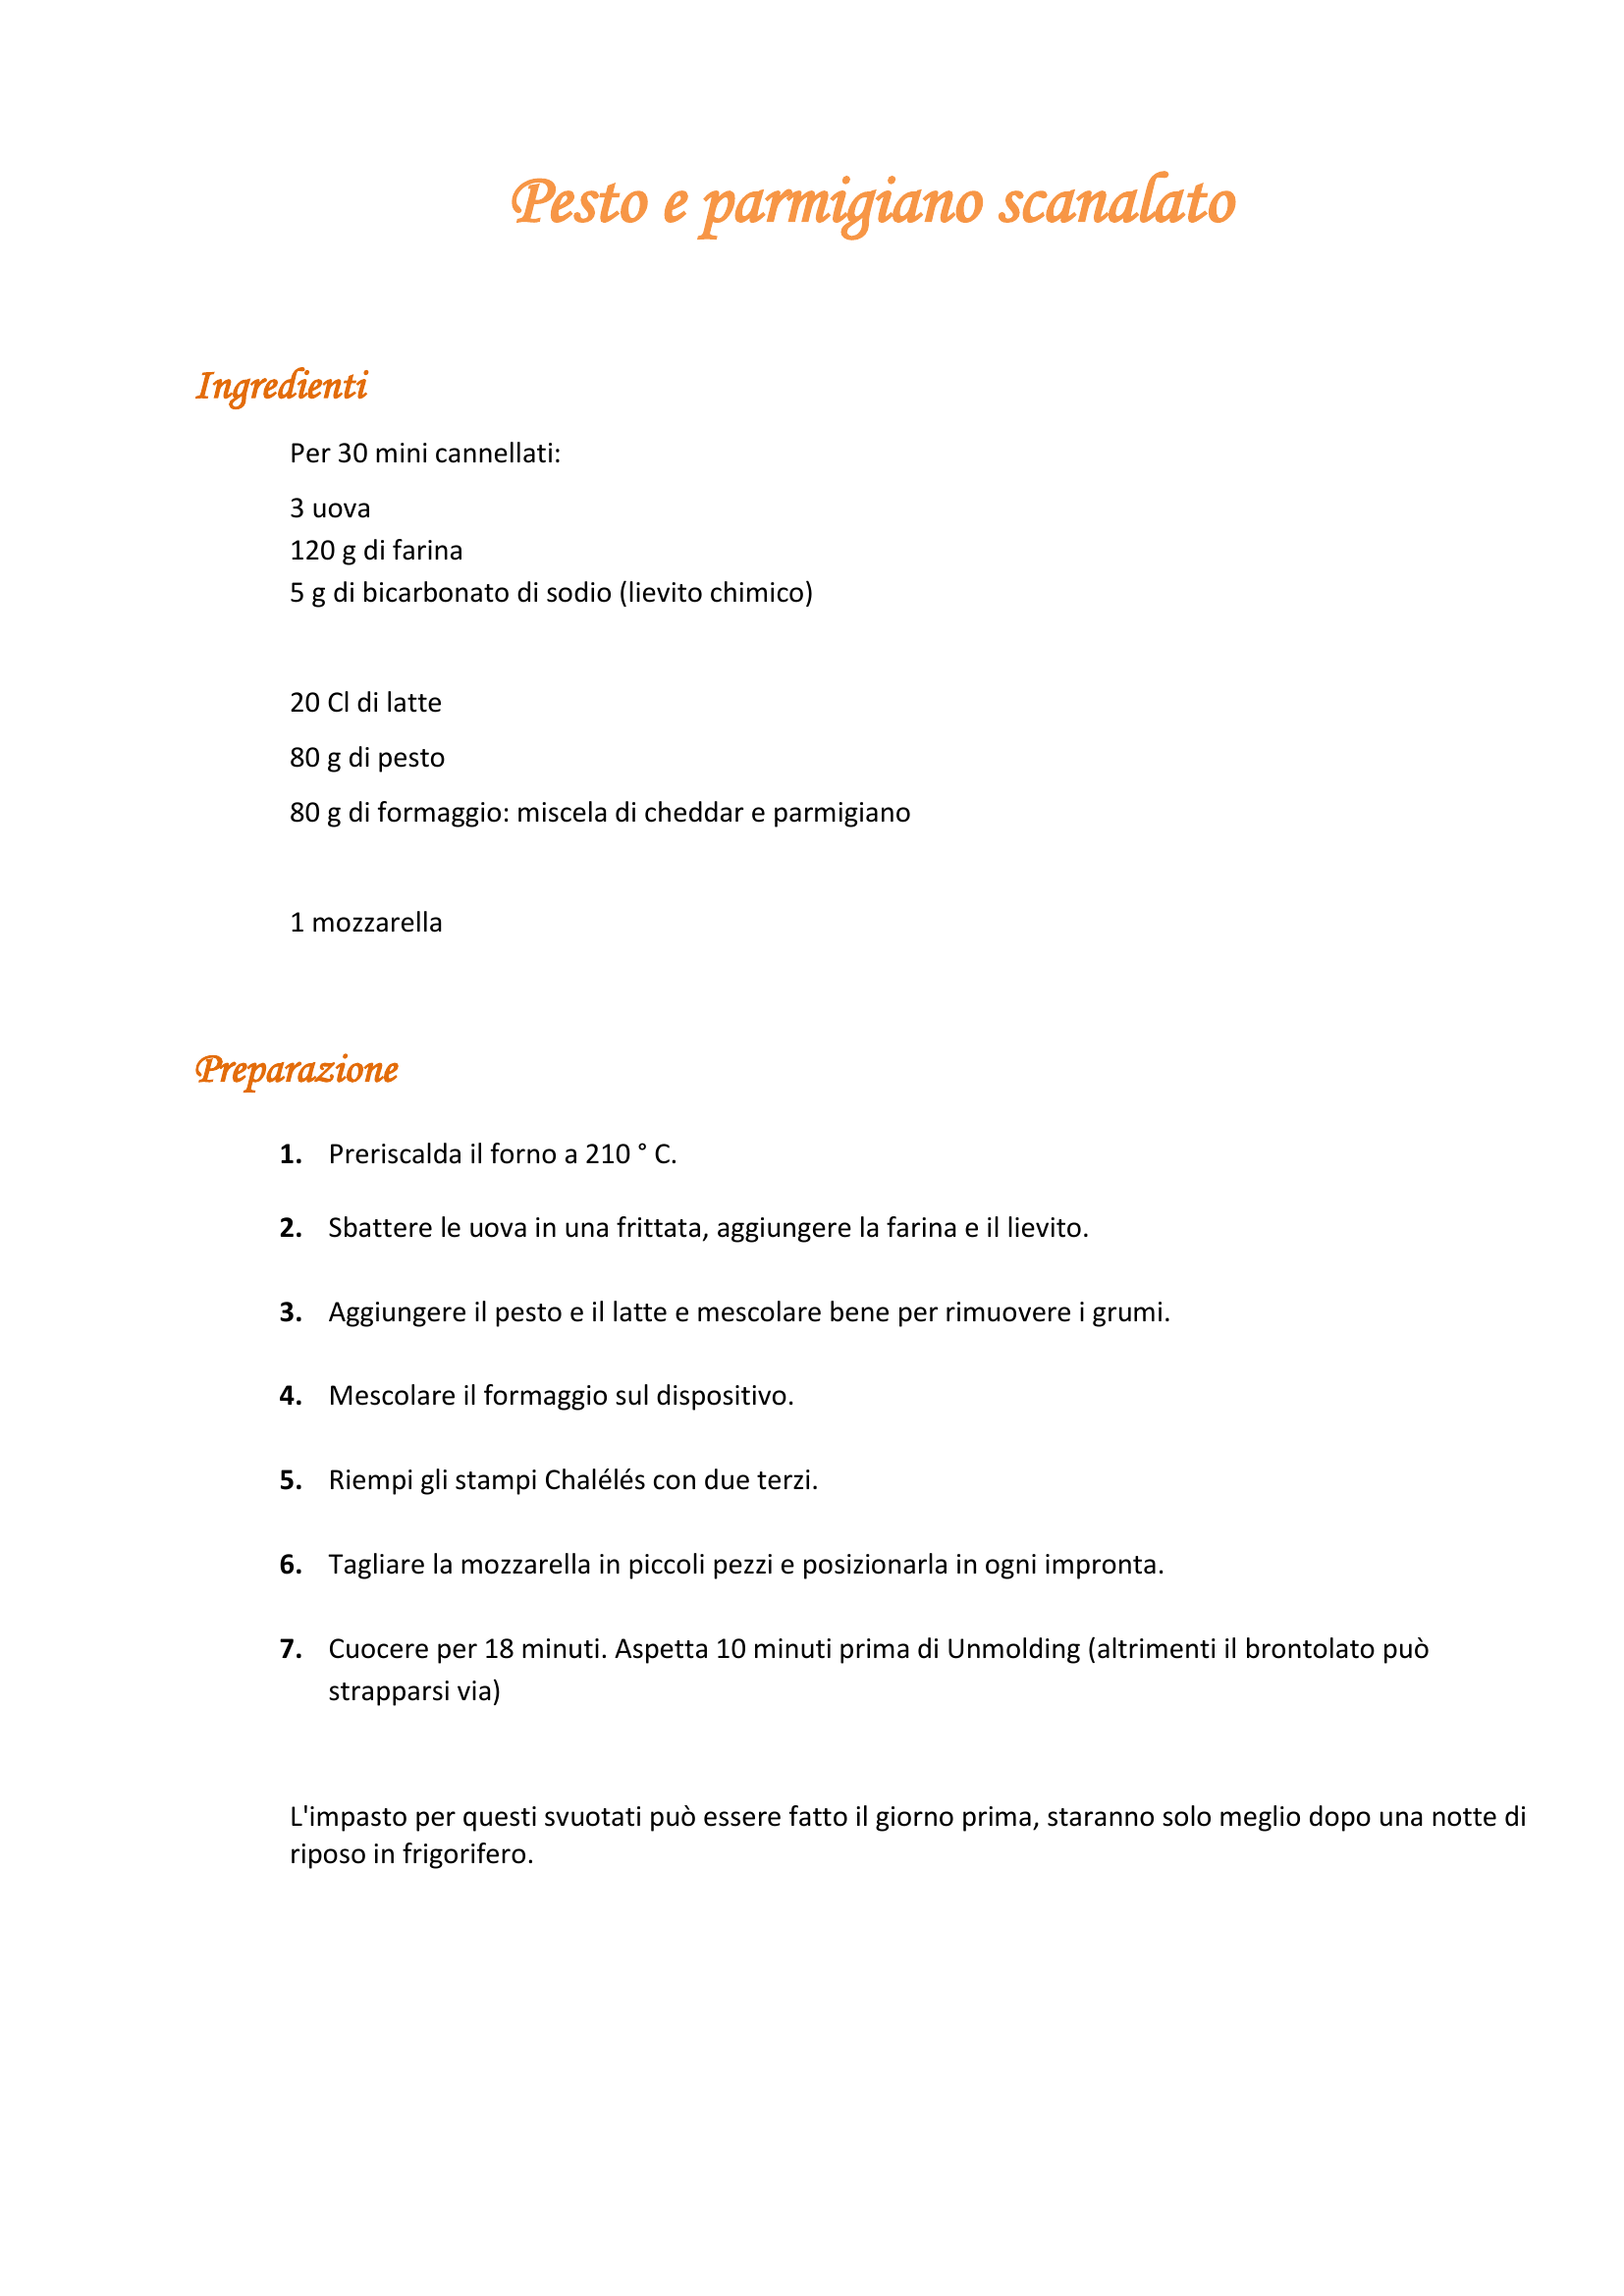 Pesto e parmigiano scanalato
Ingredienti
Per 30 mini cannellati:
3 uova
120 g di farina
5 g di bicarbonato di sodio (lievito chimico)
20 Cl di latte
80 g di pesto
80 g di formaggio: miscela di cheddar e parmigiano
1 mozzarella
Preparazione
1. Preriscalda il forno a 210 ° C.
2. Sbattere le uova in una frittata, aggiungere la farina e il lievito.
3. Aggiungere il pesto e il latte e mescolare bene per rimuovere i grumi.
4. Mescolare il formaggio sul dispositivo.
5. Riempi gli stampi Chalélés con due terzi.
6. Tagliare la mozzarella in piccoli pezzi e posizionarla in ogni impronta.
7. Cuocere per 18 minuti. Aspetta 10 minuti prima di Unmolding (altrimenti il brontolato può
strapparsi via)
L'impasto per questi svuotati può essere fatto il giorno prima, staranno solo meglio dopo una notte di
riposo in frigorifero.